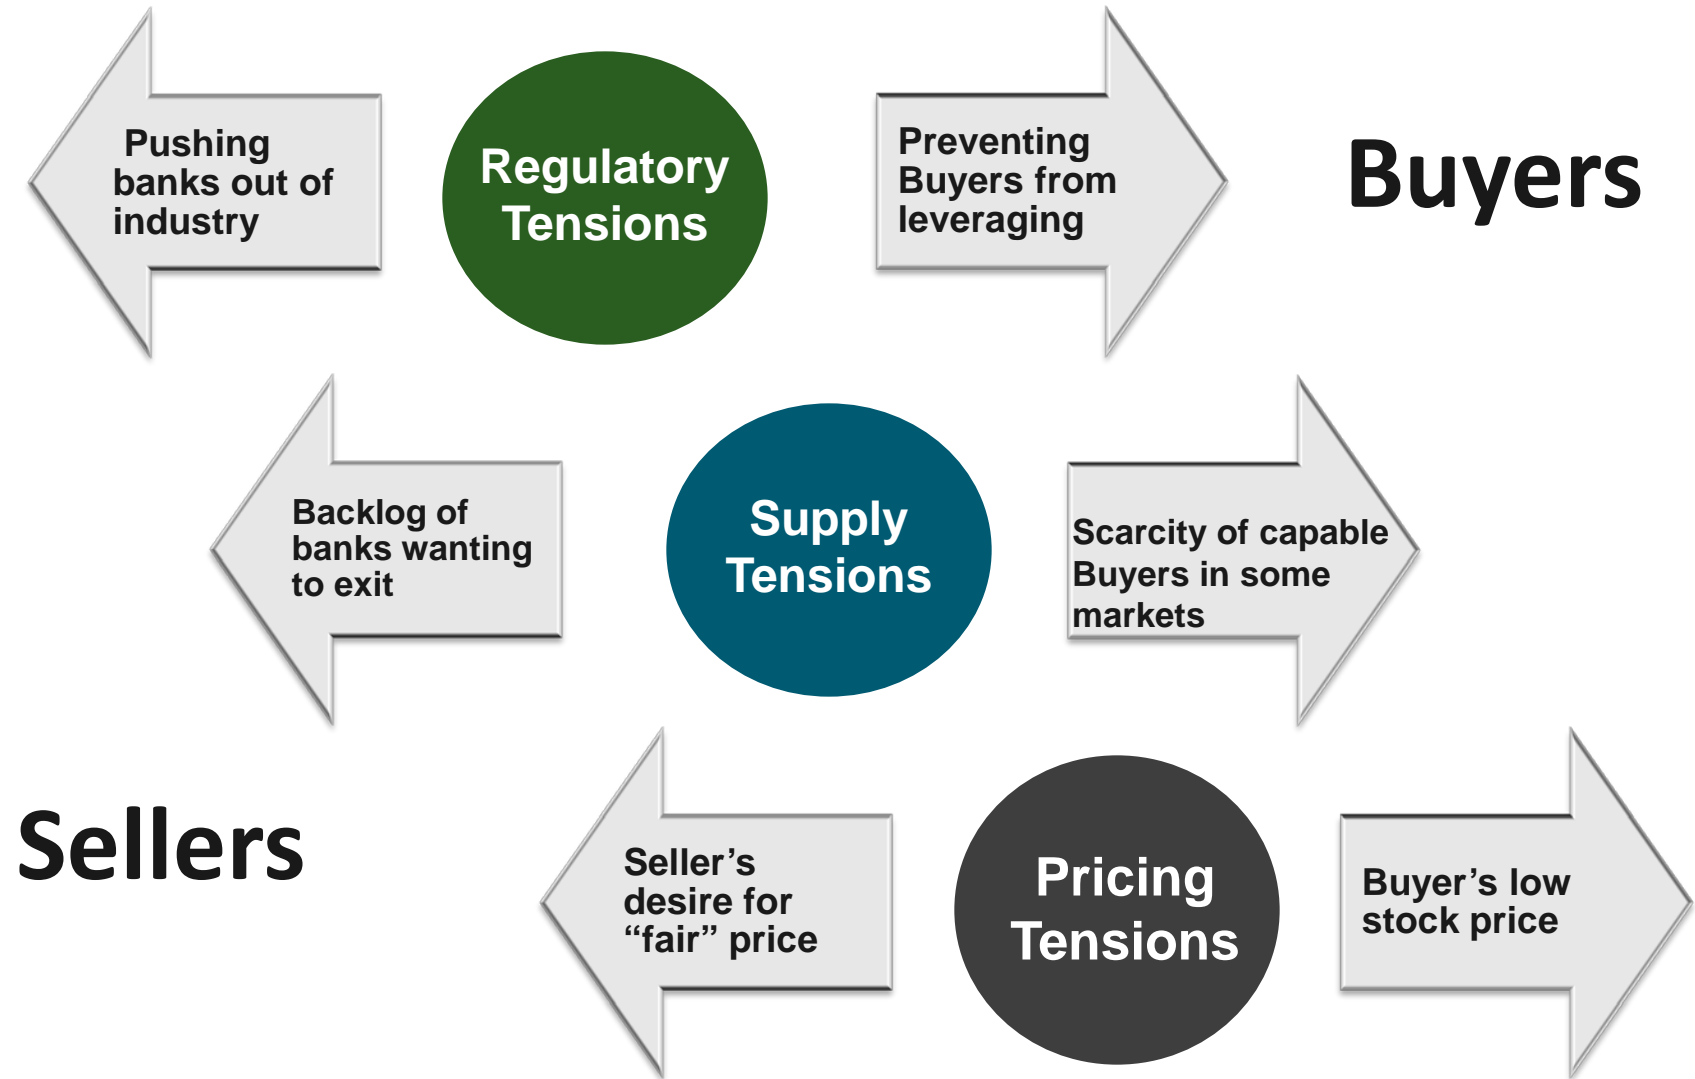 Pushing
banks out of
industry
Regulatory
Tensions
Preventing
Buyers from
leveraging
Buyers
Backlog of
banks wanting
to exit
Supply
Tensions
Scarcity of capable
Buyers in some
markets
Sellers
Seller’s
desire for
“fair” price
Pricing
Tensions
Buyer’s low
stock price